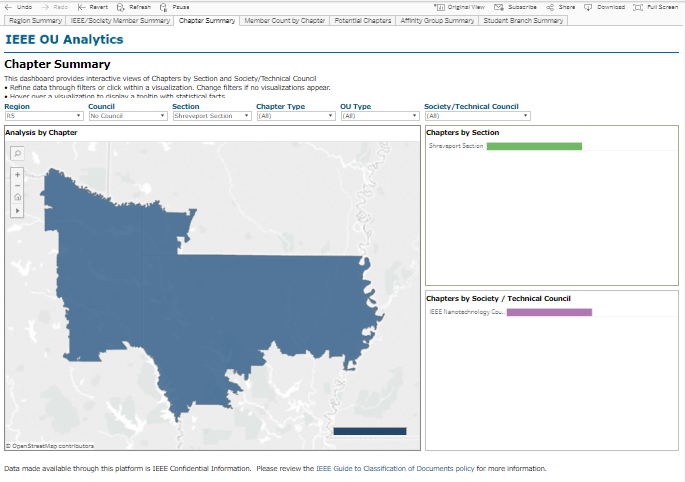 Undo Redo Revert Refresh Pause Original View Subscribe Share Download Full Screen
Region Summary IEEE/Society Member Summary Chapter Summary Member Count by Chapter Potential Chapters Affinity Group Summary Student Branch Summary
IEEE OU Analytics
Chapter Summary
This dashboard provides interactive views of Chapters by Section and Society/Technical Council
• Refine data through filters or click within a visualization. Change filters if no visualizations appear.
• Hover over a visualization to display a tooltip with statistical facts.
Region Council Section Chapter Type OU Type Society/Technical Council
R5 No Council Shreveport Section (All) (All) (All)
Analysis by Chapter
© OpenStreetMap contributors
Chapters by Section
Shreveport Section
Chapters by Society / Technical Council
IEEE Nanotechnology Cou..
Data made available through this platform is IEEE Confidential Information. Please review the IEEE Guide to Classification of Documents policy for more information.